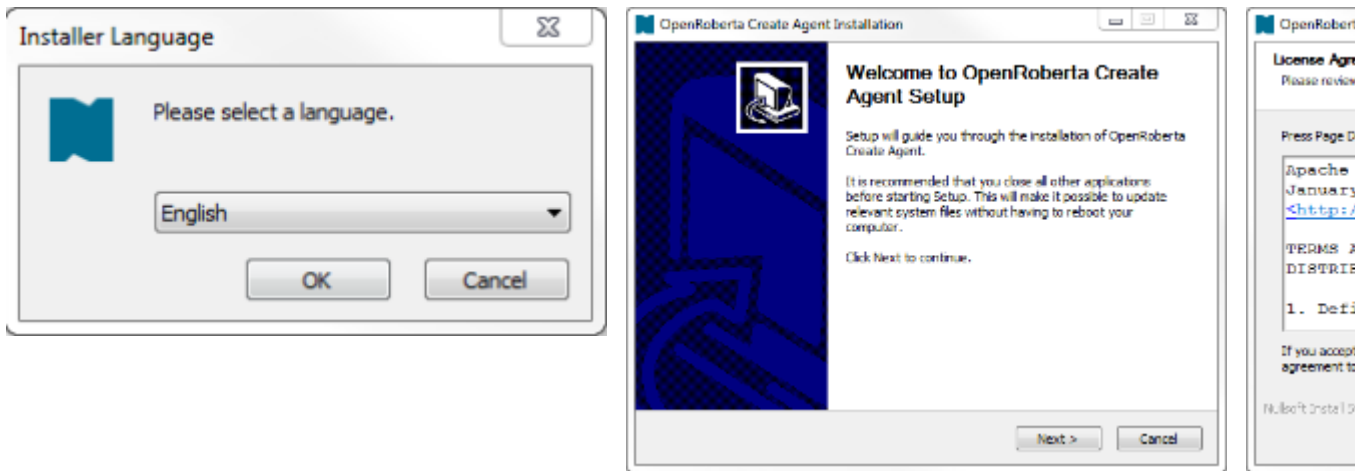 Installer Language
Please select a language.
English
OK
Cancel
OpenRoberta Create Agent Installation
Welcome to OpenRoberta Create
Agent Setup
Setup will guide you through the installation of OpenRoberta
Create Agent.
It is recommended that you close all other applications
before starting Setup. This will make it possible to update
relevant system files without having to reboot your
computer.
Click Next to continue.
Next >
Cancel
OpenRobert
License Agre
Please review
Press Page D
Apache
January
<http:/
TERMS A
DISTRIB
1. Defi
If you accept
agreement to
Nullsoft Install S